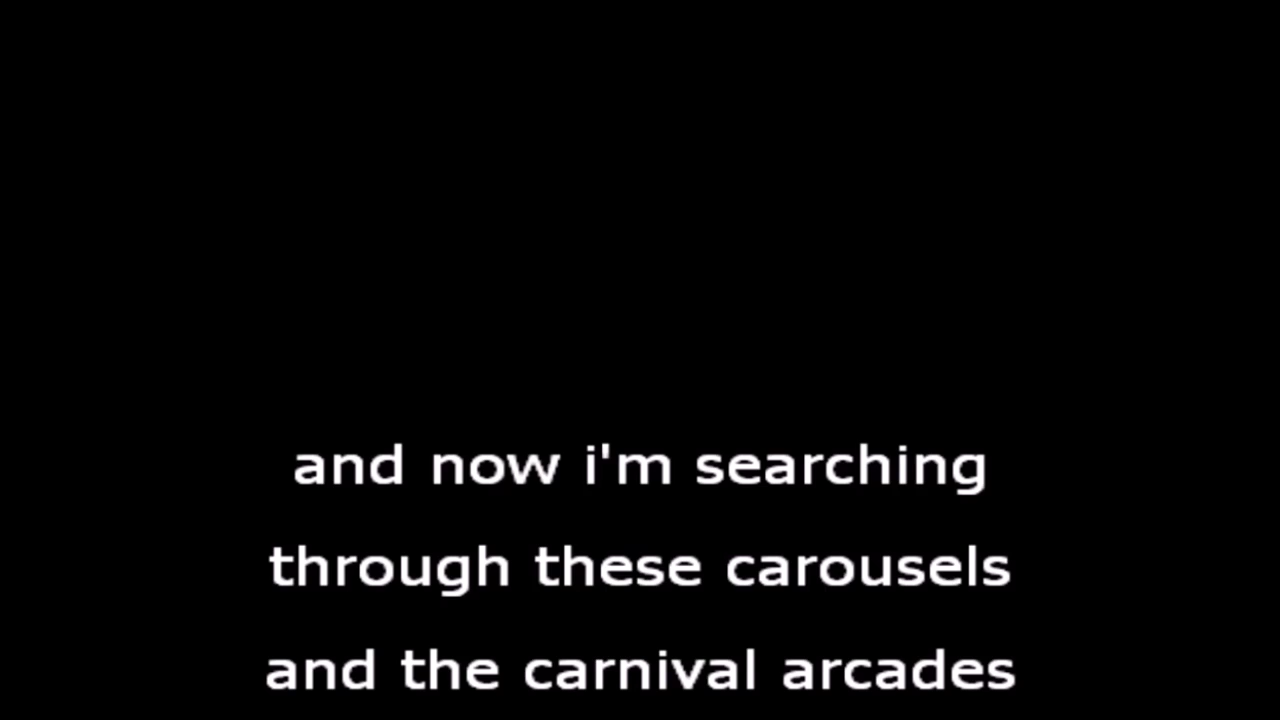 and now i'm searching
through these carousels
and the carnival arcades